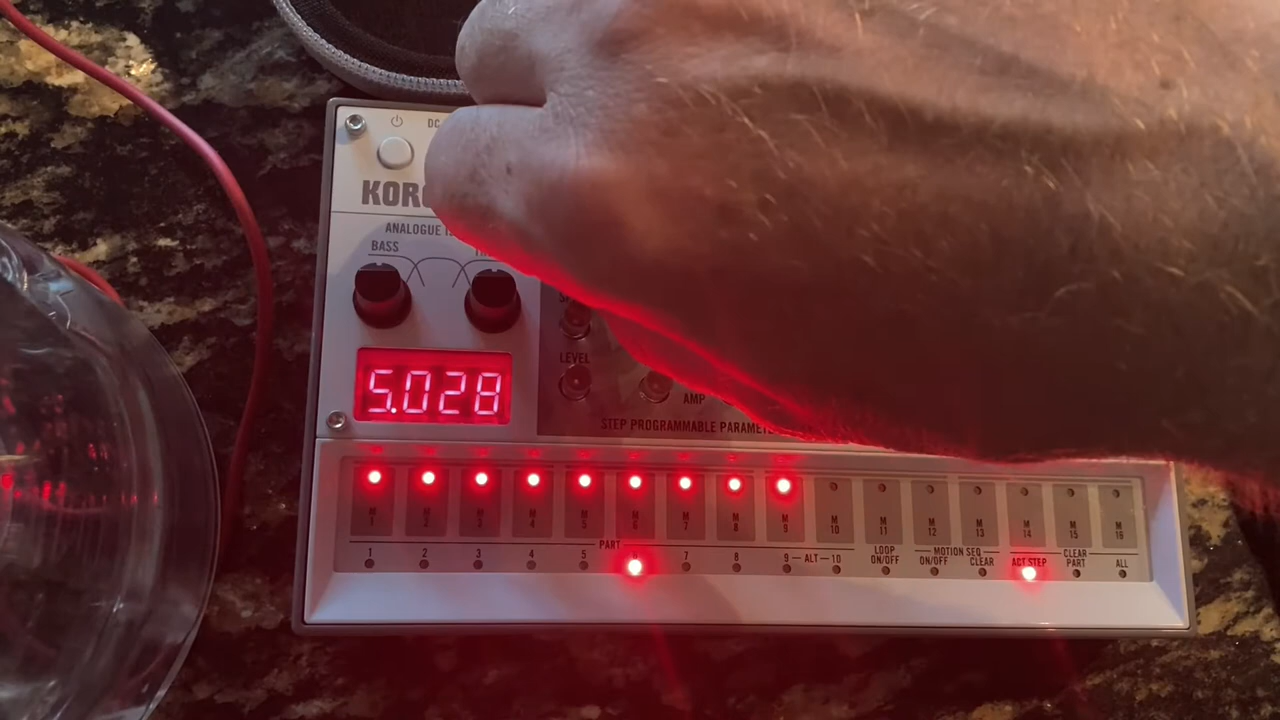 DC
KORG
ANALOGUE
BASS
LEVEL
5.028
AMP
STEP PROGRAMMABLE
M 1 M 2 M 3 M 4 M 5 M 6 M 7 M 8 M 9 M 10 M 11 M 12 M 13 M 14 M 15 M 16
PART
1 2 3 4 5 6 7 8 9 ALT 10 LOOP ON/OFF MOTION SEQ ON/OFF CLEAR ACT STEP CLEAR PART ALL